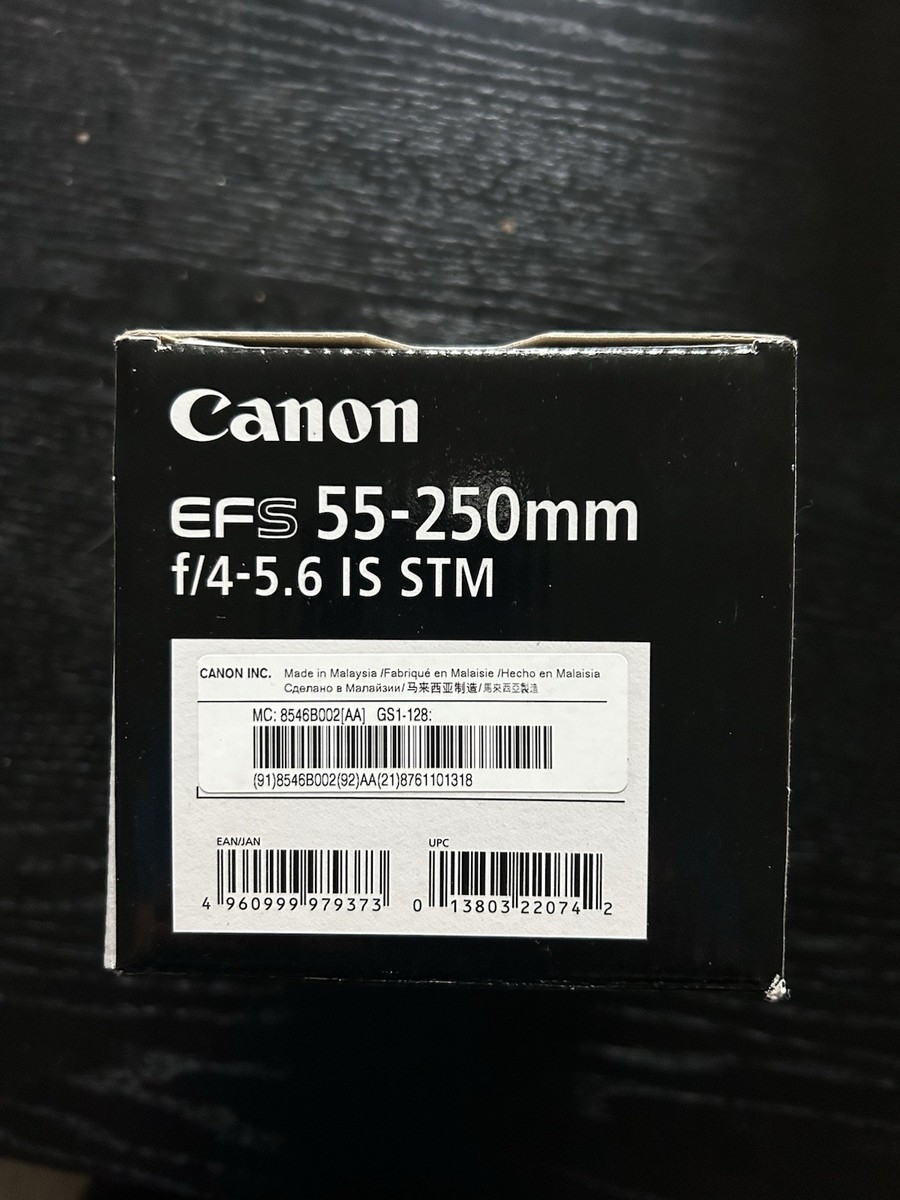 Canon
EFS 55-250mm
f/4-5.6 IS STM
CANON INC. Made in Malaysia /Fabriqué en Malaisie /Hecho en Malaisia
Сделано в Малайзии/马来西亚制造/馬來西亞製造
MC: 8546B002[AA] GS1-128:
(91)8546B002(92)AA(21)8761101318
EAN/JAN
UPC
4 960999 979373
0 13803 22074 2